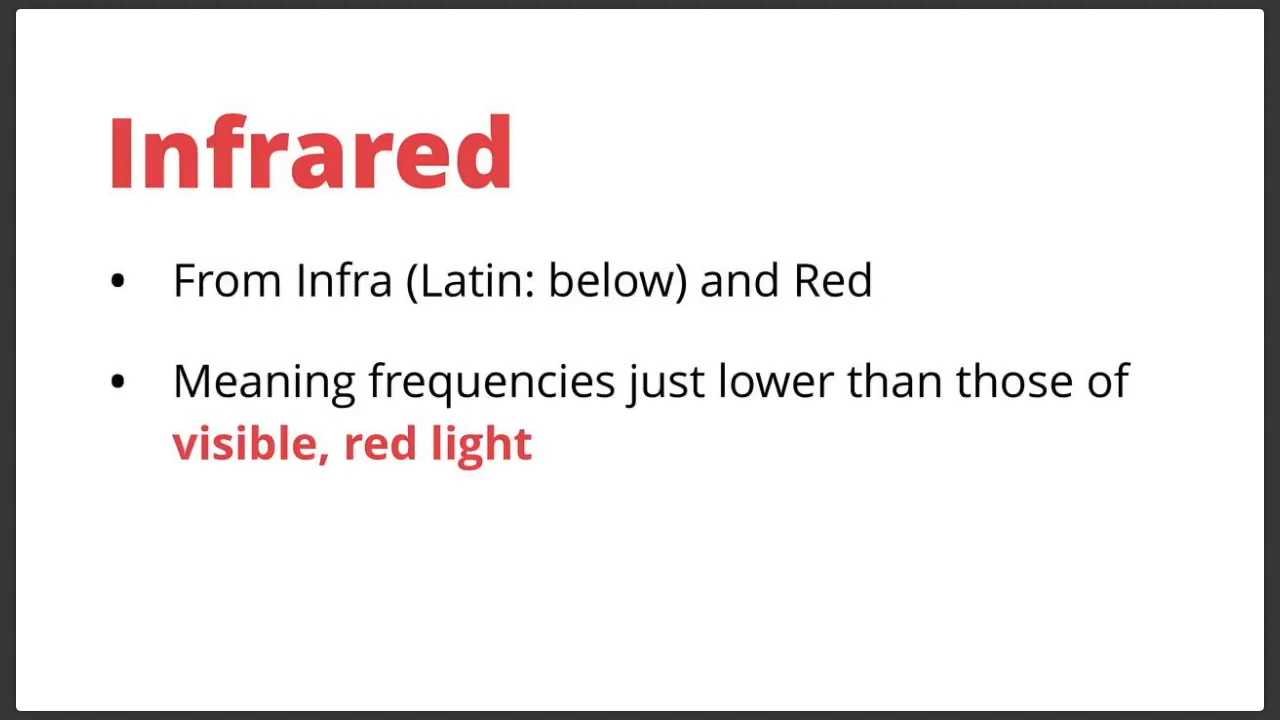 Infrared
• From Infra (Latin: below) and Red
• Meaning frequencies just lower than those of
visible, red light